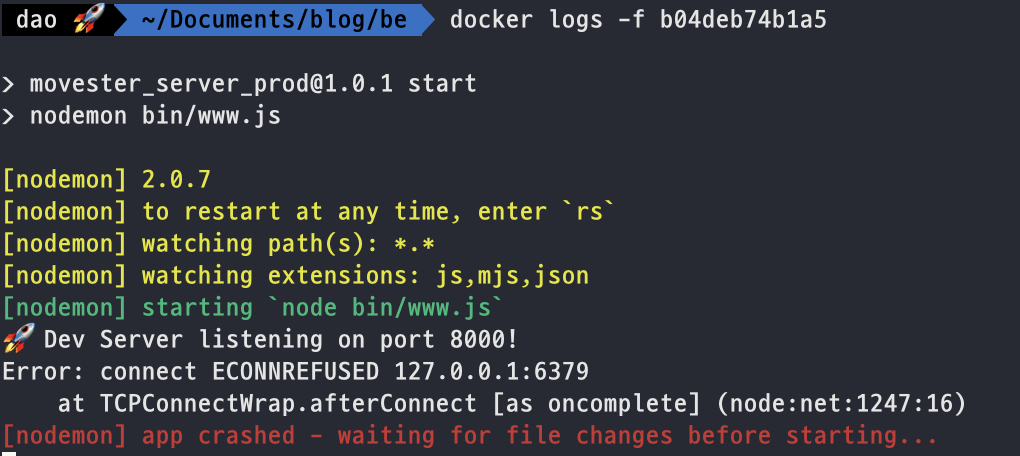 dao 🚀 ~/Documents/blog/be docker logs -f b04deb74b1a5
> movester_server_prod@1.0.1 start
> nodemon bin/www.js
[nodemon] 2.0.7
[nodemon] to restart at any time, enter `rs`
[nodemon] watching path(s): *.*
[nodemon] watching extensions: js,mjs,json
[nodemon] starting `node bin/www.js`
🚀 Dev Server listening on port 8000!
Error: connect ECONNREFUSED 127.0.0.1:6379
    at TCPConnectWrap.afterConnect [as oncomplete] (node:net:1247:16)
[nodemon] app crashed - waiting for file changes before starting...